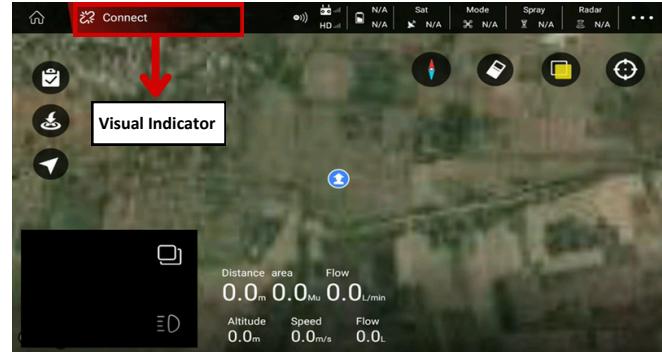 Connect
HD
N/A
N/A
Sat
N/A
Mode
N/A
Spray
N/A
Radar
N/A
Visual Indicator
Distance area Flow
0.0m 0.0Mu 0.0L/min
Altitude Speed Flow
0.0m 0.0m/s 0.0L